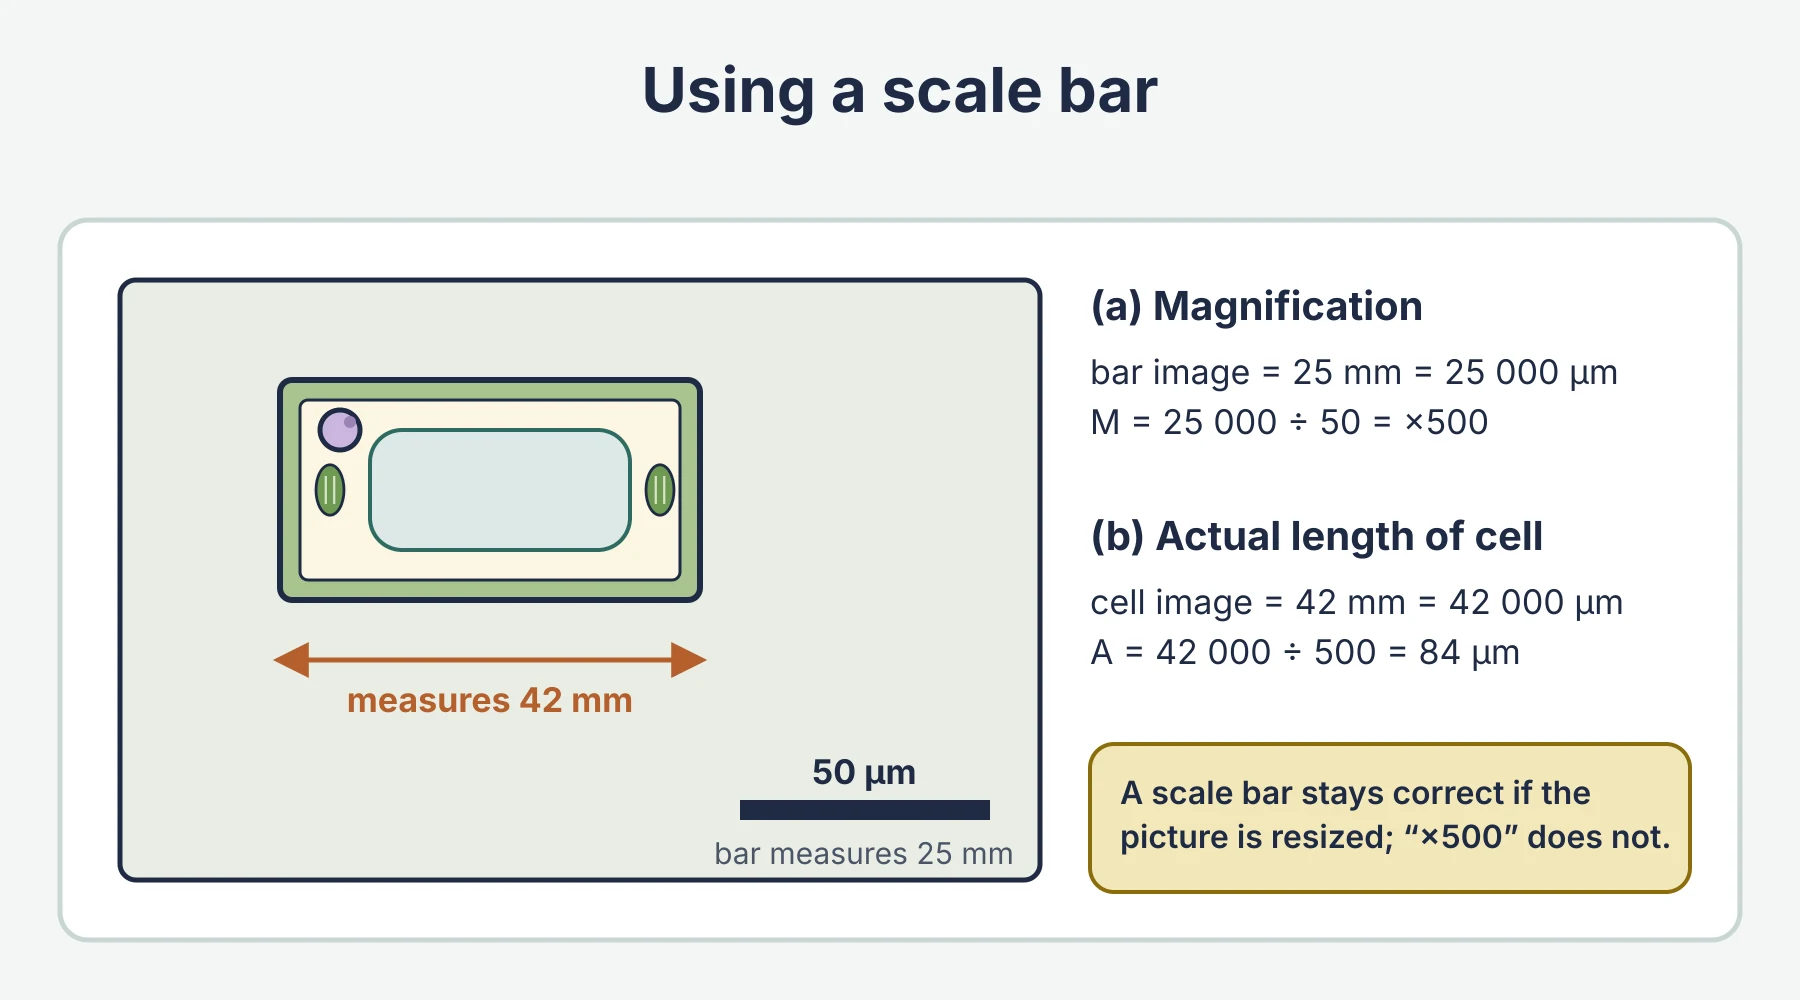 Using a scale bar
measures 42 mm
50 µm
bar measures 25 mm
(a) Magnification
bar image = 25 mm = 25 000 µm
M = 25 000 ÷ 50 = ×500
(b) Actual length of cell
cell image = 42 mm = 42 000 µm
A = 42 000 ÷ 500 = 84 µm
A scale bar stays correct if the
picture is resized; “×500” does not.